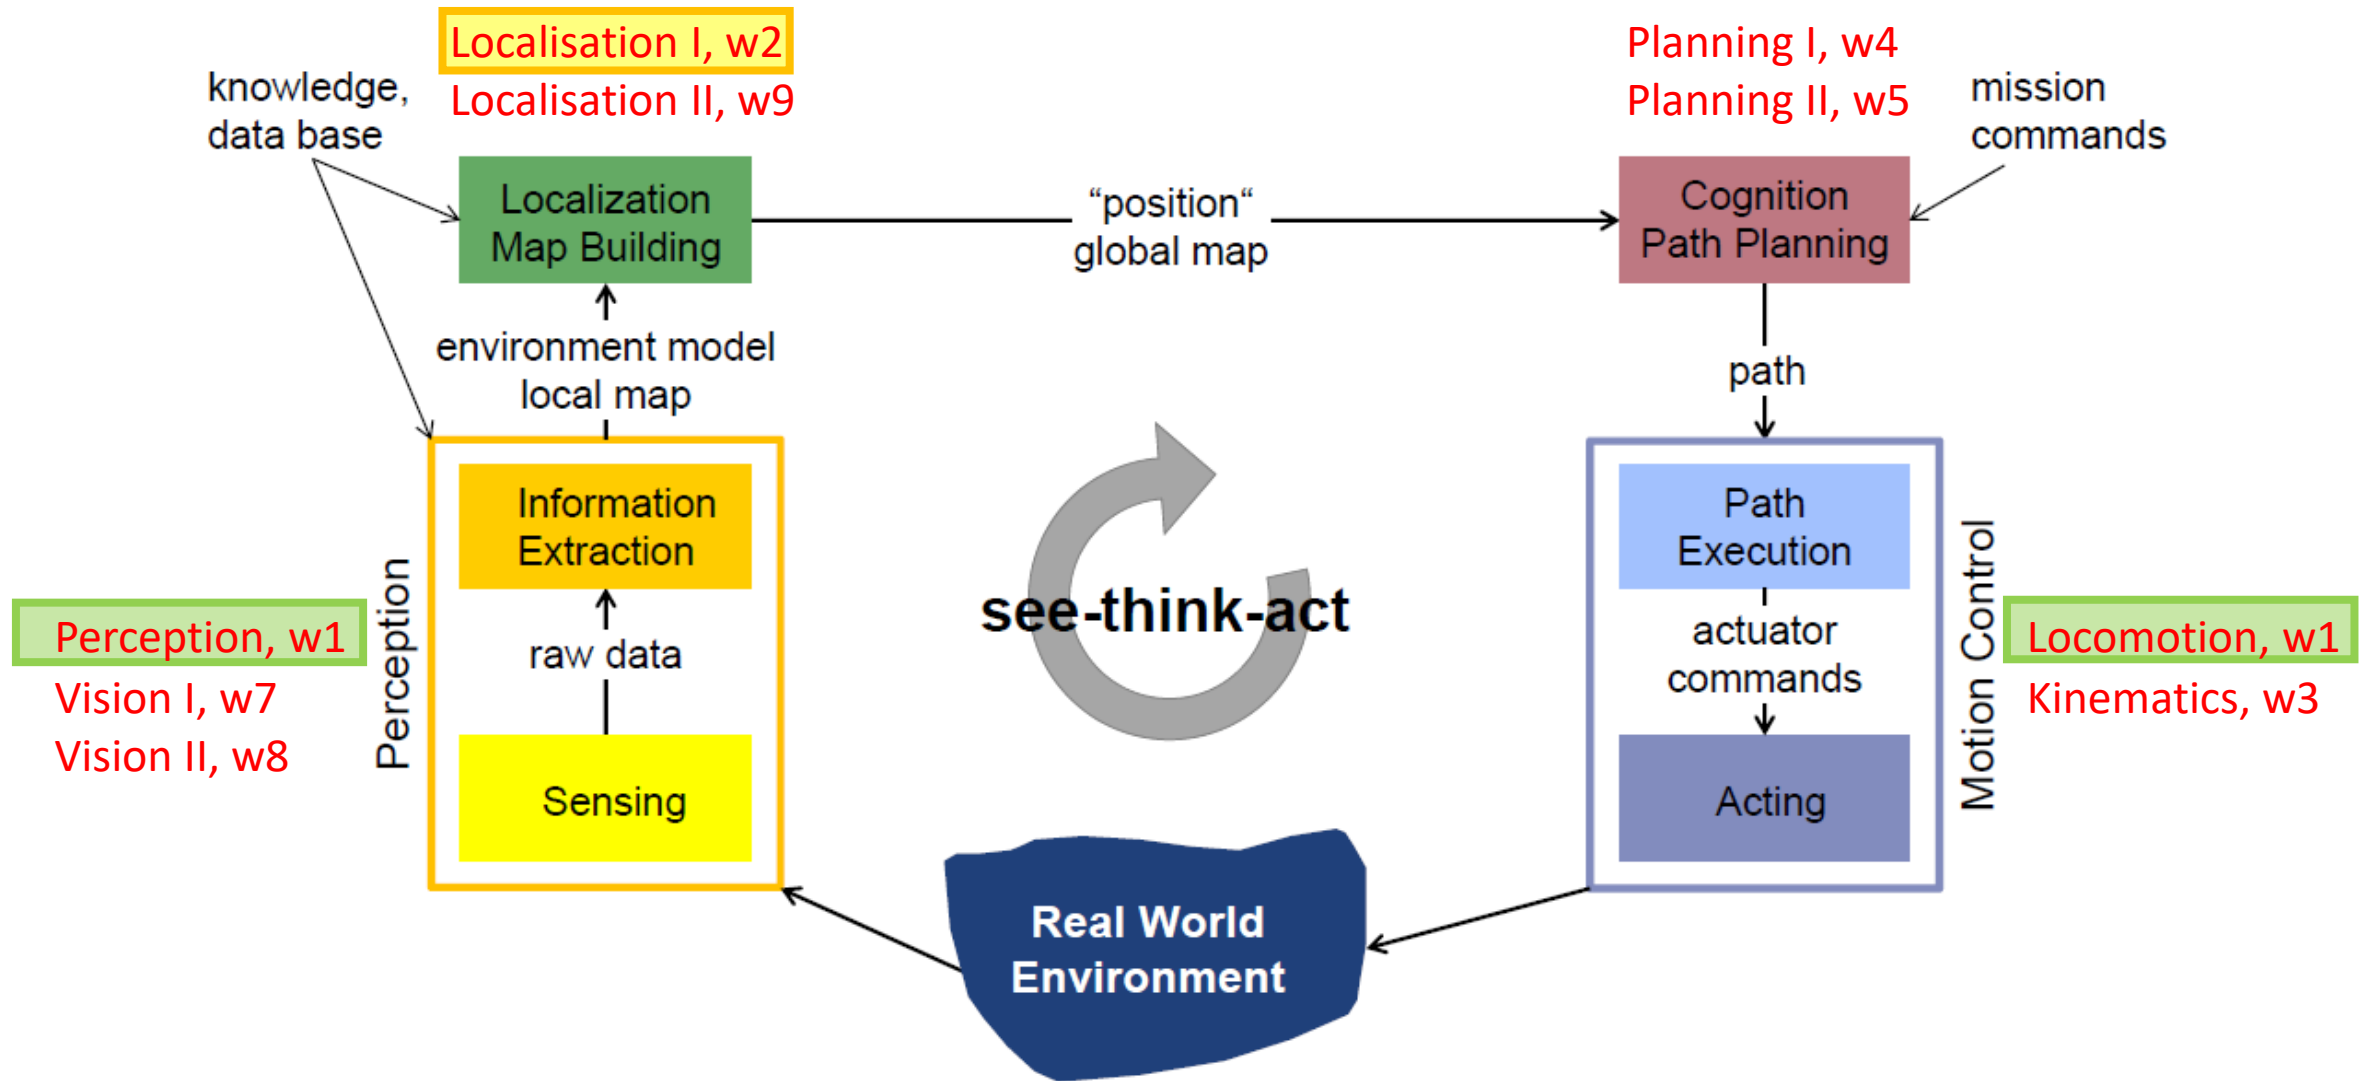 Localisation I, w2
Localisation II, w9
Planning I, w4
Planning II, w5
knowledge,
data base
mission
commands
Localization
Map Building
“position“
global map
Cognition
Path Planning
environment model
local map
path
Information
Extraction
Path
Execution
Perception
Perception, w1
Vision I, w7
Vision II, w8
raw data
see-think-act
actuator
commands
Motion Control
Locomotion, w1
Kinematics, w3
Sensing
Acting
Real World
Environment